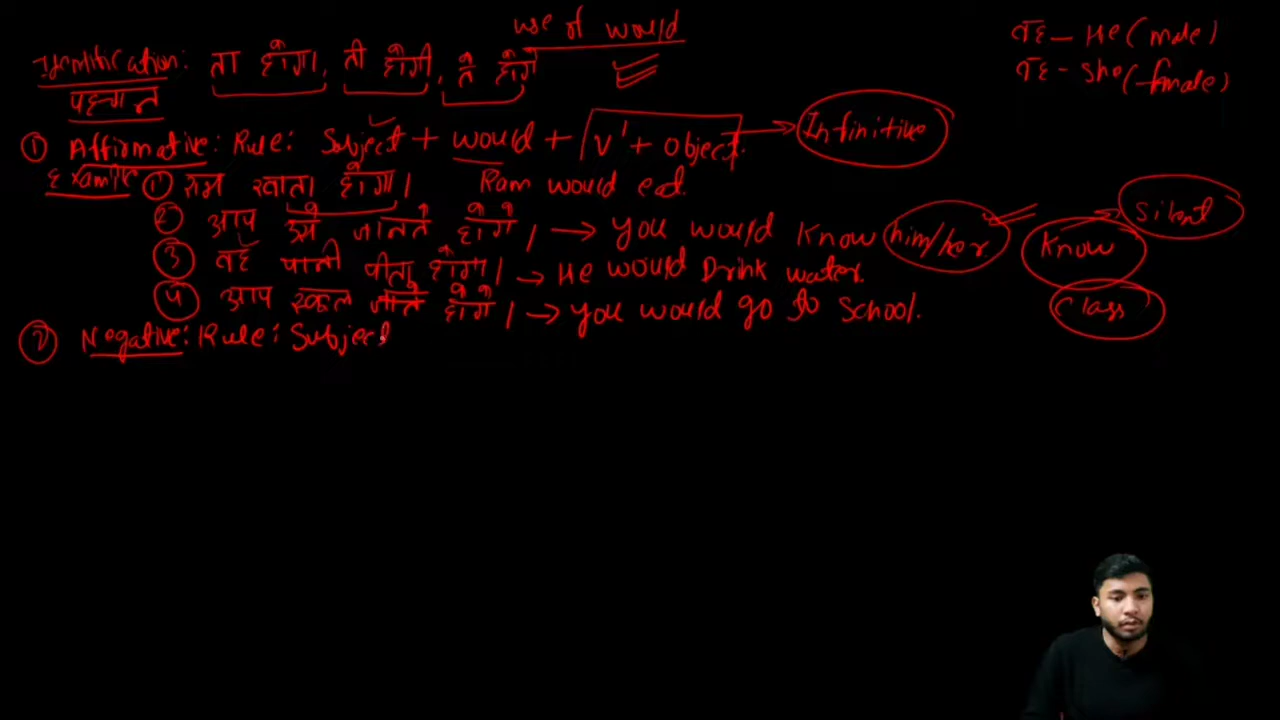 use of would
Identification: ता होगा, ती होगी, ते होंगे
पहचान
वह - He (male)
वह - She (female)
① Affirmative: Rule: Subject + would + V¹ + object. → Infinitive
Example ① राम खाता होगा। Ram would eat.
② आप उसे जानते होंगे। → You would know him/her know → Silent
③ वह पानी पीता होगा। → He would Drink water.
④ आप स्कूल जाते होंगे। → You would go to School. Class
② Negative: Rule: Subject